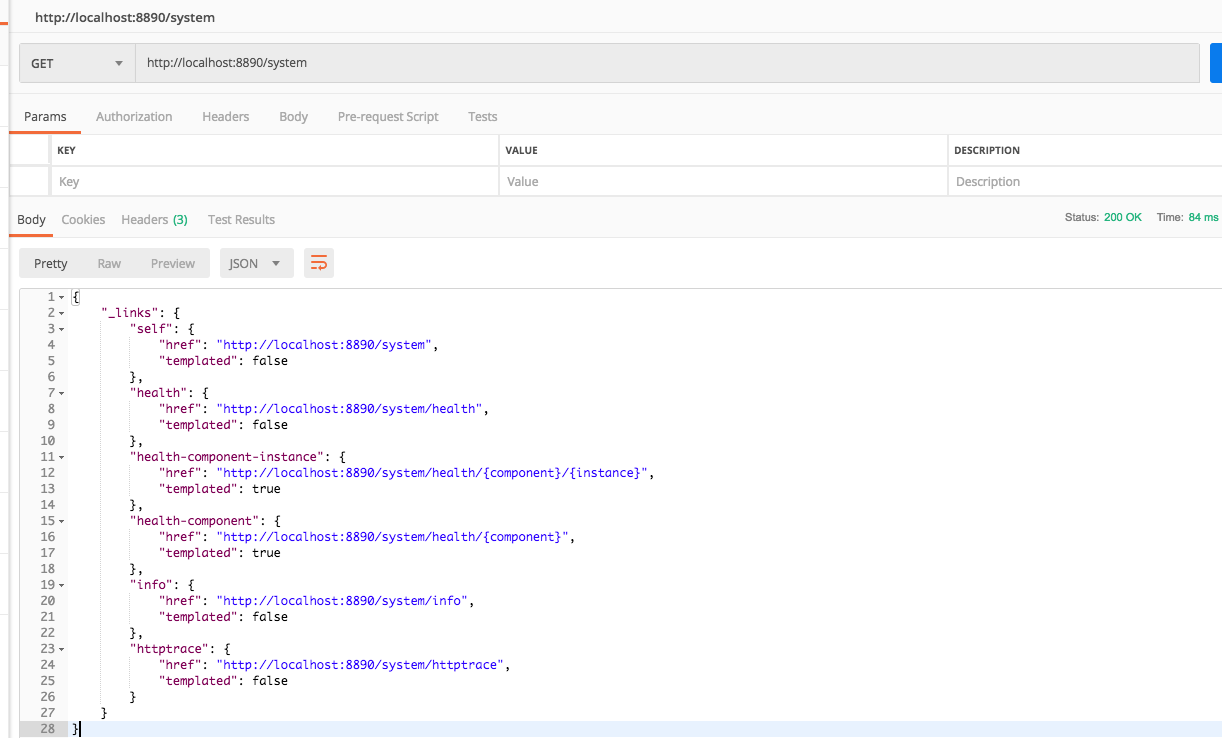 http://localhost:8890/system
GET http://localhost:8890/system
Params Authorization Headers Body Pre-request Script Tests
KEY VALUE DESCRIPTION
Key Value Description
Body Cookies Headers (3) Test Results Status: 200 OK Time: 84 ms
Pretty Raw Preview JSON
1 {
2 "_links": {
3 "self": {
4 "href": "http://localhost:8890/system",
5 "templated": false
6 },
7 "health": {
8 "href": "http://localhost:8890/system/health",
9 "templated": false
10 },
11 "health-component-instance": {
12 "href": "http://localhost:8890/system/health/{component}/{instance}",
13 "templated": true
14 },
15 "health-component": {
16 "href": "http://localhost:8890/system/health/{component}",
17 "templated": true
18 },
19 "info": {
20 "href": "http://localhost:8890/system/info",
21 "templated": false
22 },
23 "httptrace": {
24 "href": "http://localhost:8890/system/httptrace",
25 "templated": false
26 }
27 }
28 }